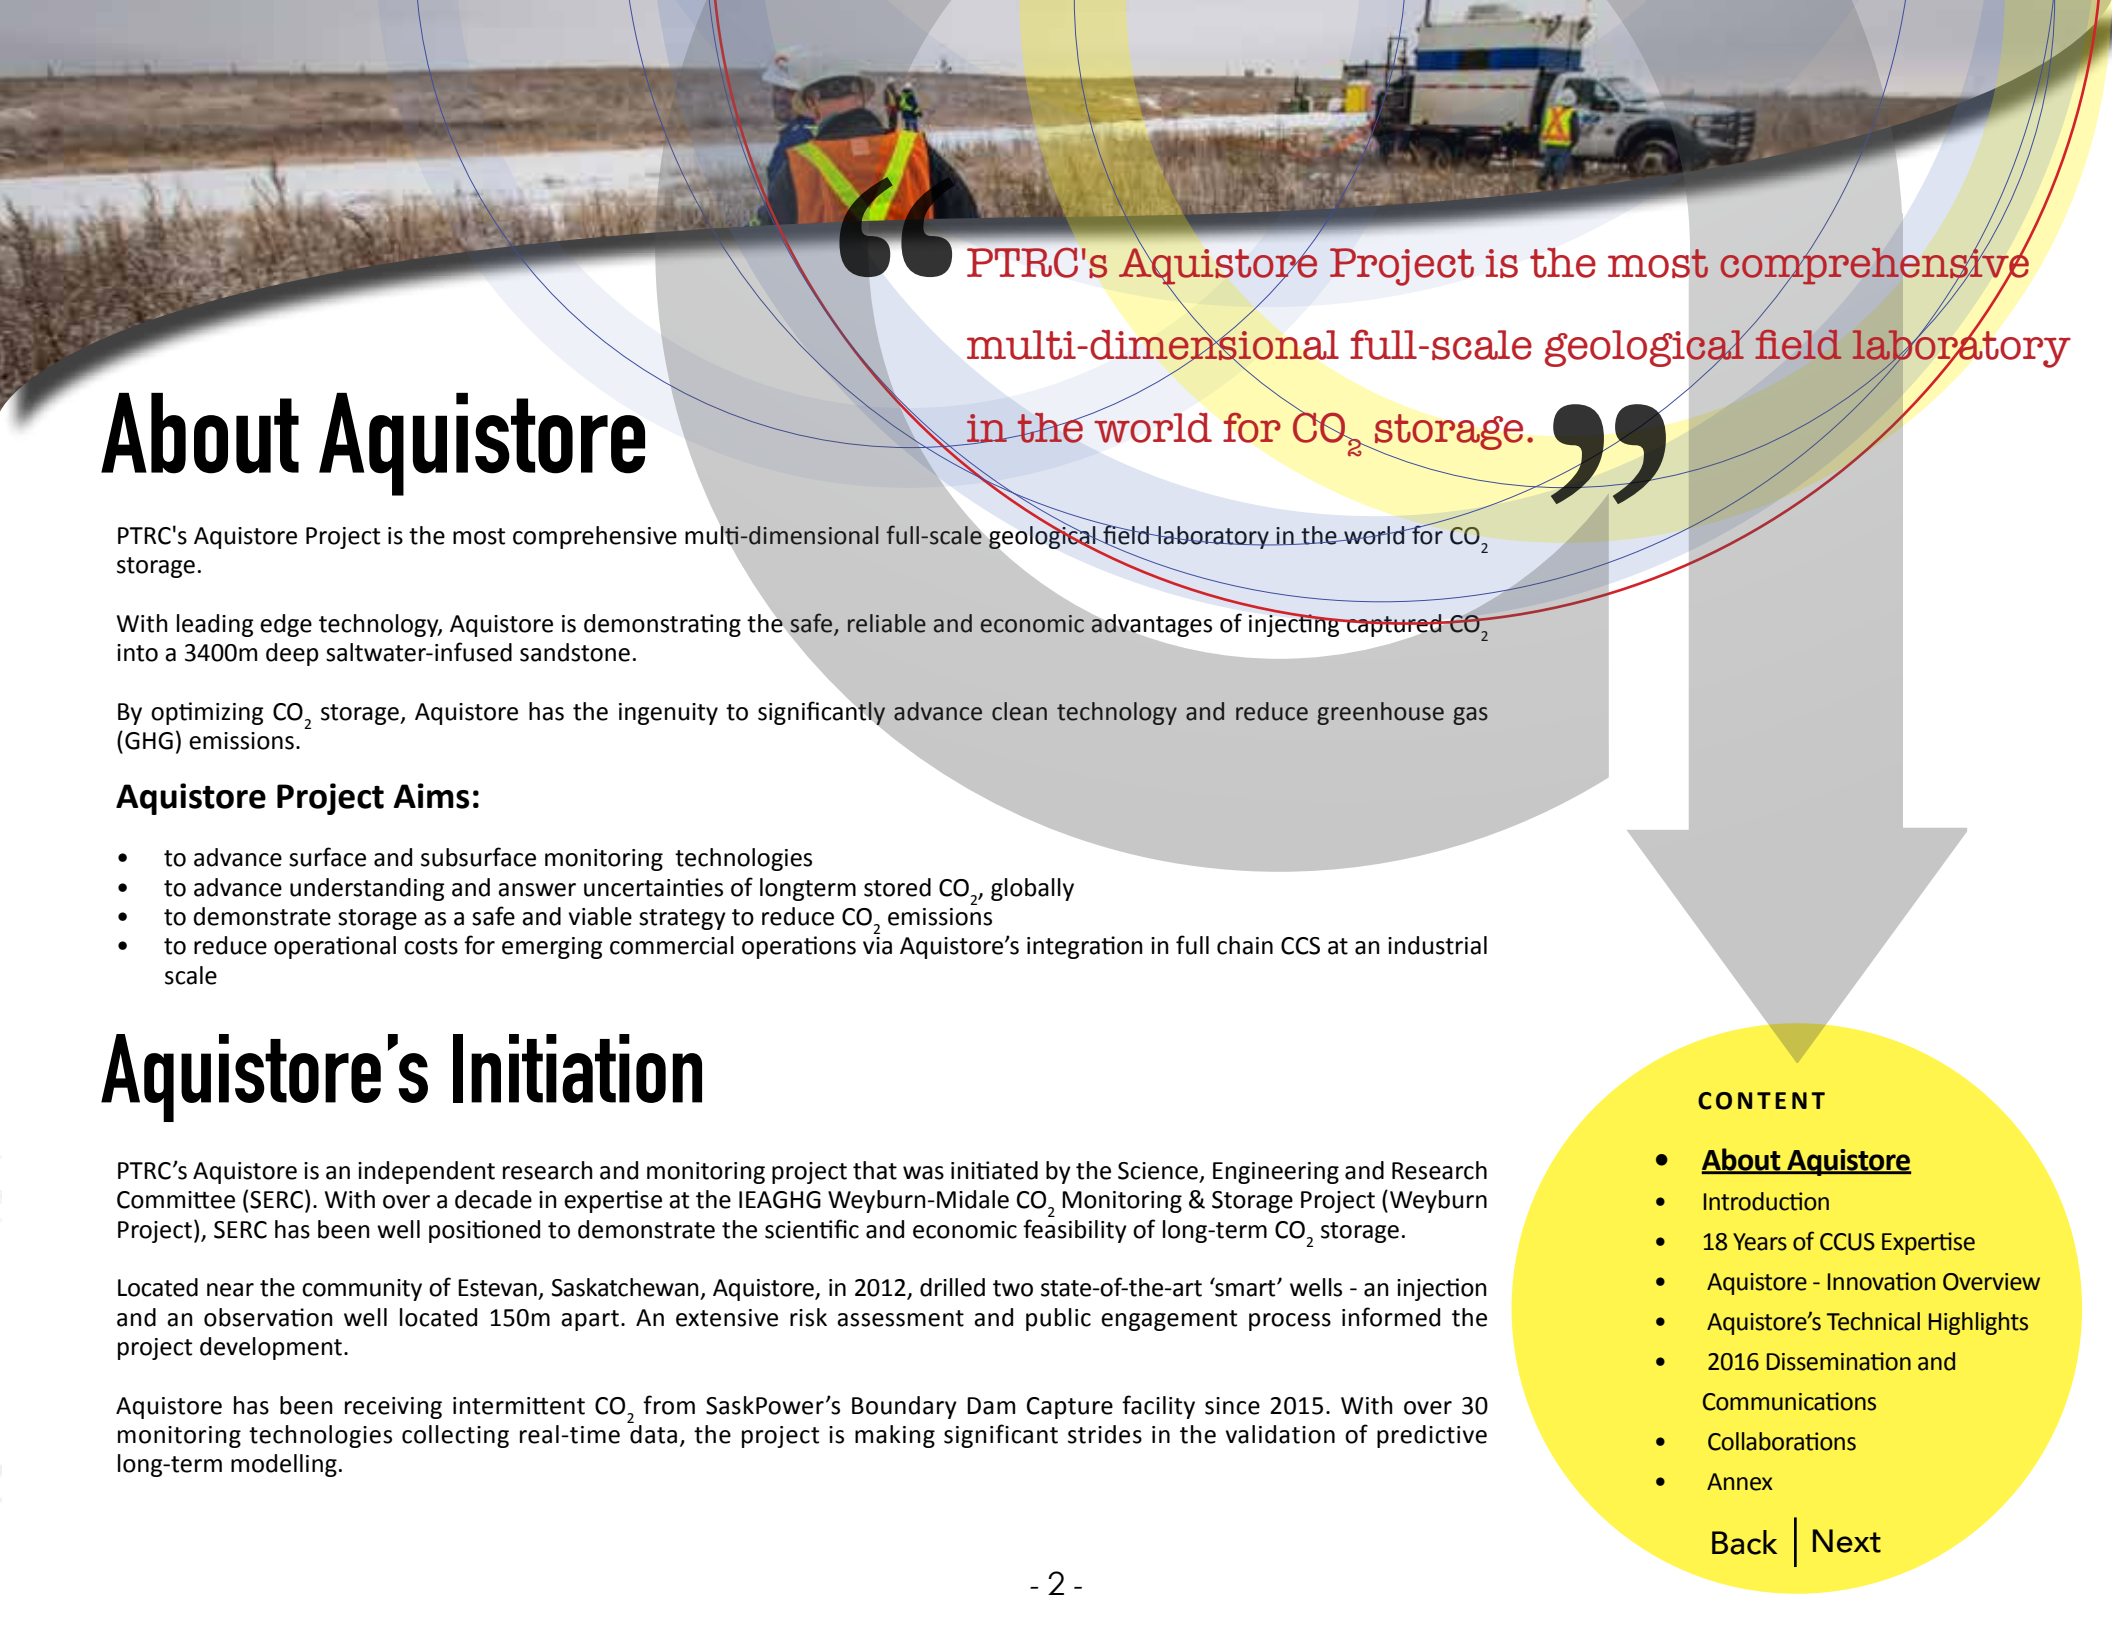 “PTRC's Aquistore Project is the most comprehensive
multi-dimensional full-scale geological field laboratory
in the world for CO₂ storage.”
About Aquistore
PTRC's Aquistore Project is the most comprehensive multi-dimensional full-scale geological field laboratory in the world for CO₂
storage.
With leading edge technology, Aquistore is demonstrating the safe, reliable and economic advantages of injecting captured CO₂
into a 3400m deep saltwater-infused sandstone.
By optimizing CO₂ storage, Aquistore has the ingenuity to significantly advance clean technology and reduce greenhouse gas
(GHG) emissions.
Aquistore Project Aims:
• to advance surface and subsurface monitoring technologies
• to advance understanding and answer uncertainties of longterm stored CO₂, globally
• to demonstrate storage as a safe and viable strategy to reduce CO₂ emissions
• to reduce operational costs for emerging commercial operations via Aquistore’s integration in full chain CCS at an industrial
scale
Aquistore’s Initiation
PTRC’s Aquistore is an independent research and monitoring project that was initiated by the Science, Engineering and Research
Committee (SERC). With over a decade in expertise at the IEAGHG Weyburn-Midale CO₂ Monitoring & Storage Project (Weyburn
Project), SERC has been well positioned to demonstrate the scientific and economic feasibility of long-term CO₂ storage.
Located near the community of Estevan, Saskatchewan, Aquistore, in 2012, drilled two state-of-the-art ‘smart’ wells - an injection
and an observation well located 150m apart. An extensive risk assessment and public engagement process informed the
project development.
Aquistore has been receiving intermittent CO₂ from SaskPower’s Boundary Dam Capture facility since 2015. With over 30
monitoring technologies collecting real-time data, the project is making significant strides in the validation of predictive
long-term modelling.
CONTENT
• About Aquistore
• Introduction
• 18 Years of CCUS Expertise
• Aquistore - Innovation Overview
• Aquistore’s Technical Highlights
• 2016 Dissemination and
Communications
• Collaborations
• Annex
Back | Next
- 2 -